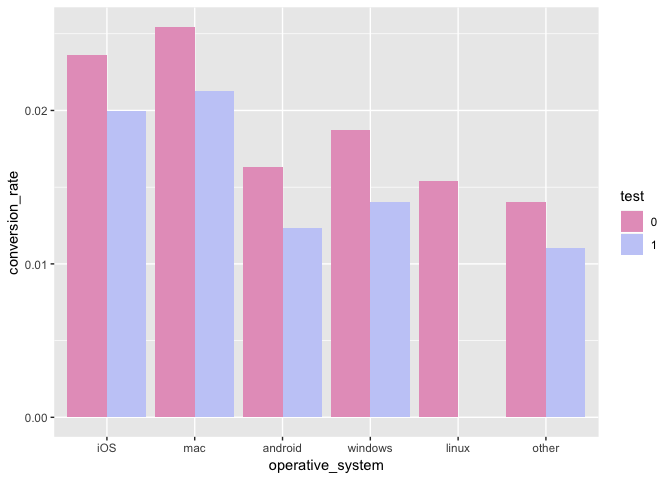 conversion_rate
0.02
0.01
0.00
iOS mac android windows linux other
operative_system
test
0
1